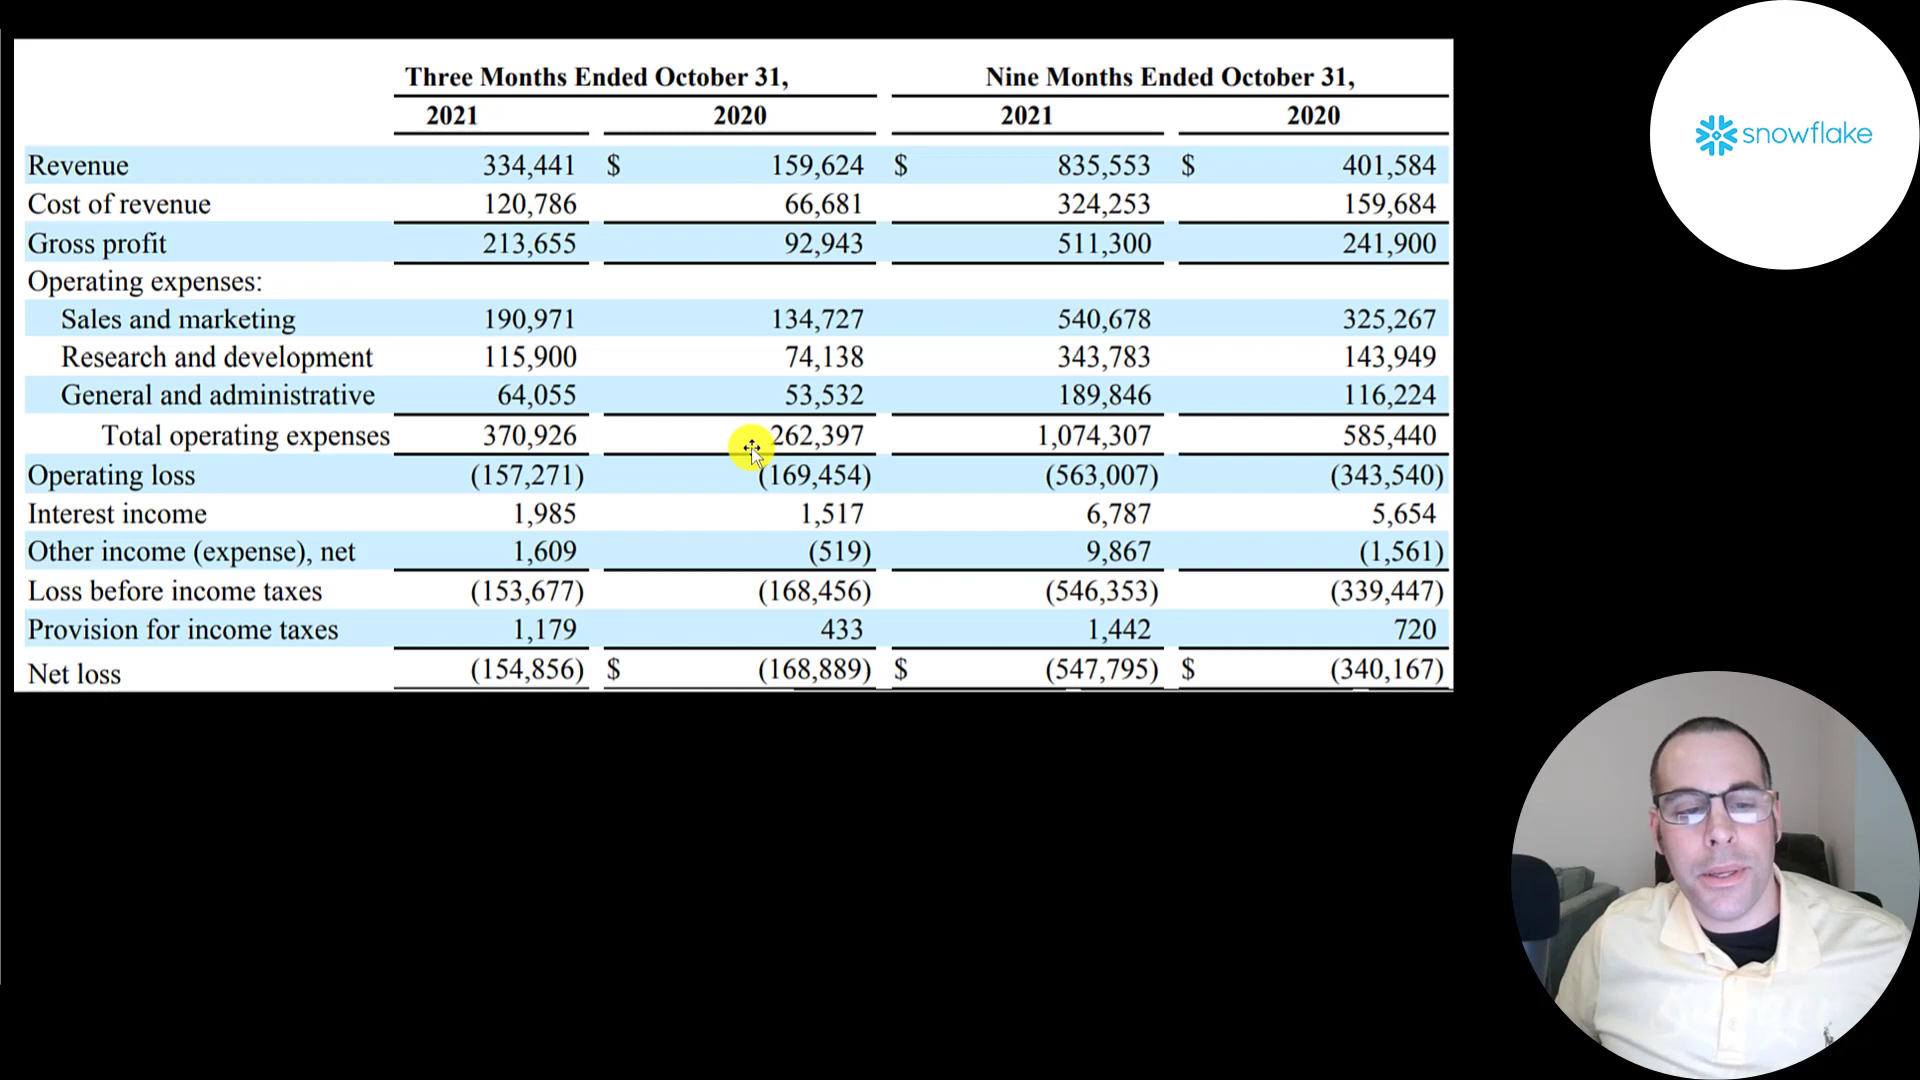 Three Months Ended October 31, Nine Months Ended October 31,
2021 2020 2021 2020
Revenue 334,441 $ 159,624 $ 835,553 $ 401,584
Cost of revenue 120,786 66,681 324,253 159,684
Gross profit 213,655 92,943 511,300 241,900
Operating expenses:
Sales and marketing 190,971 134,727 540,678 325,267
Research and development 115,900 74,138 343,783 143,949
General and administrative 64,055 53,532 189,846 116,224
Total operating expenses 370,926 262,397 1,074,307 585,440
Operating loss (157,271) (169,454) (563,007) (343,540)
Interest income 1,985 1,517 6,787 5,654
Other income (expense), net 1,609 (519) 9,867 (1,561)
Loss before income taxes (153,677) (168,456) (546,353) (339,447)
Provision for income taxes 1,179 433 1,442 720
Net loss (154,856) $ (168,889) $ (547,795) $ (340,167)
snowflake